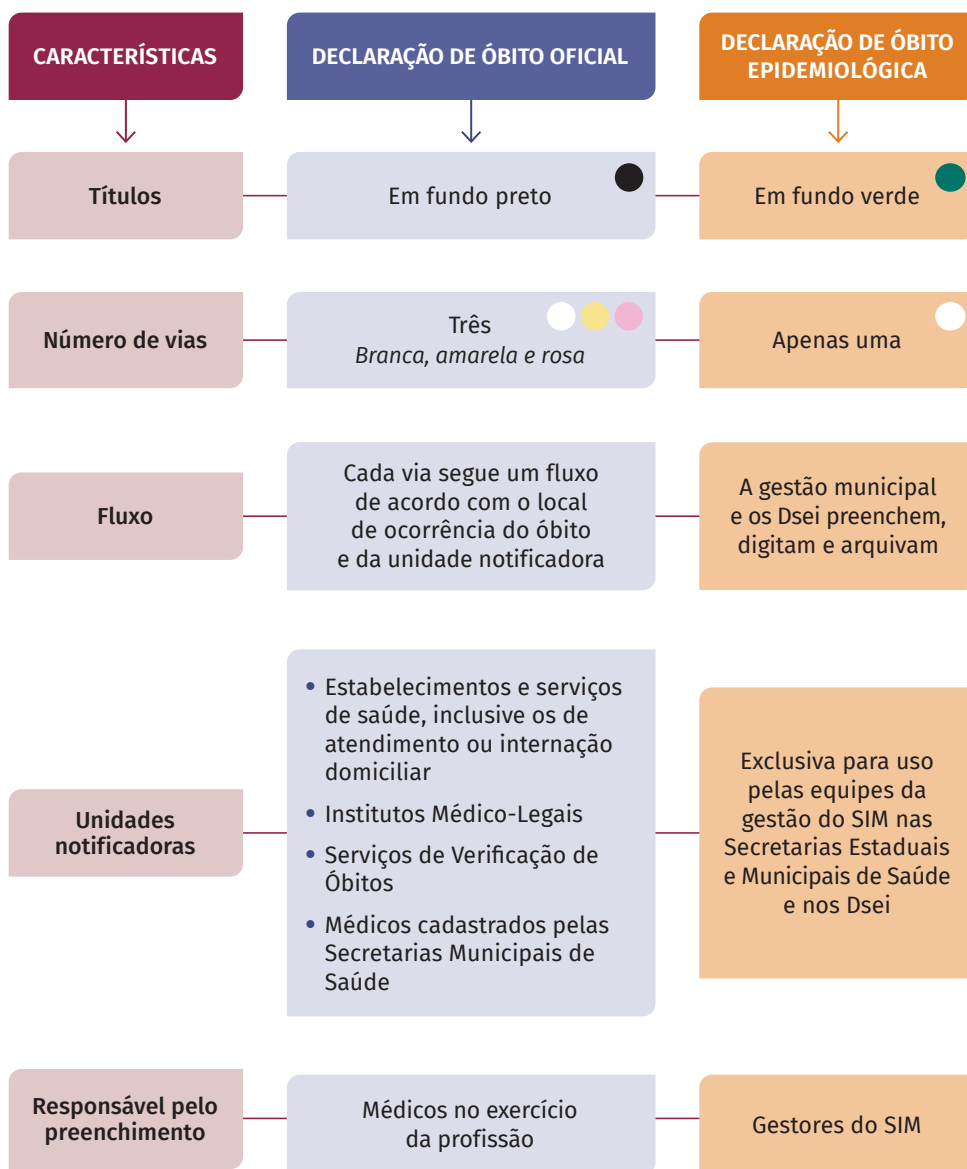 CARACTERÍSTICAS
DECLARAÇÃO DE ÓBITO OFICIAL
DECLARAÇÃO DE ÓBITO
EPIDEMIOLÓGICA
Títulos
Em fundo preto
Em fundo verde
Número de vias
Três
Branca, amarela e rosa
Apenas uma
Fluxo
Cada via segue um fluxo
de acordo com o local
de ocorrência do óbito
e da unidade notificadora
A gestão municipal
e os Dsei preenchem,
digitam e arquivam
Unidades
notificadoras
• Estabelecimentos e serviços
de saúde, inclusive os de
atendimento ou internação
domiciliar
• Institutos Médico-Legais
• Serviços de Verificação de
Óbitos
• Médicos cadastrados pelas
Secretarias Municipais de
Saúde
Exclusiva para uso
pelas equipes da
gestão do SIM nas
Secretarias Estaduais
e Municipais de Saúde
e nos Dsei
Responsável pelo
preenchimento
Médicos no exercício
da profissão
Gestores do SIM